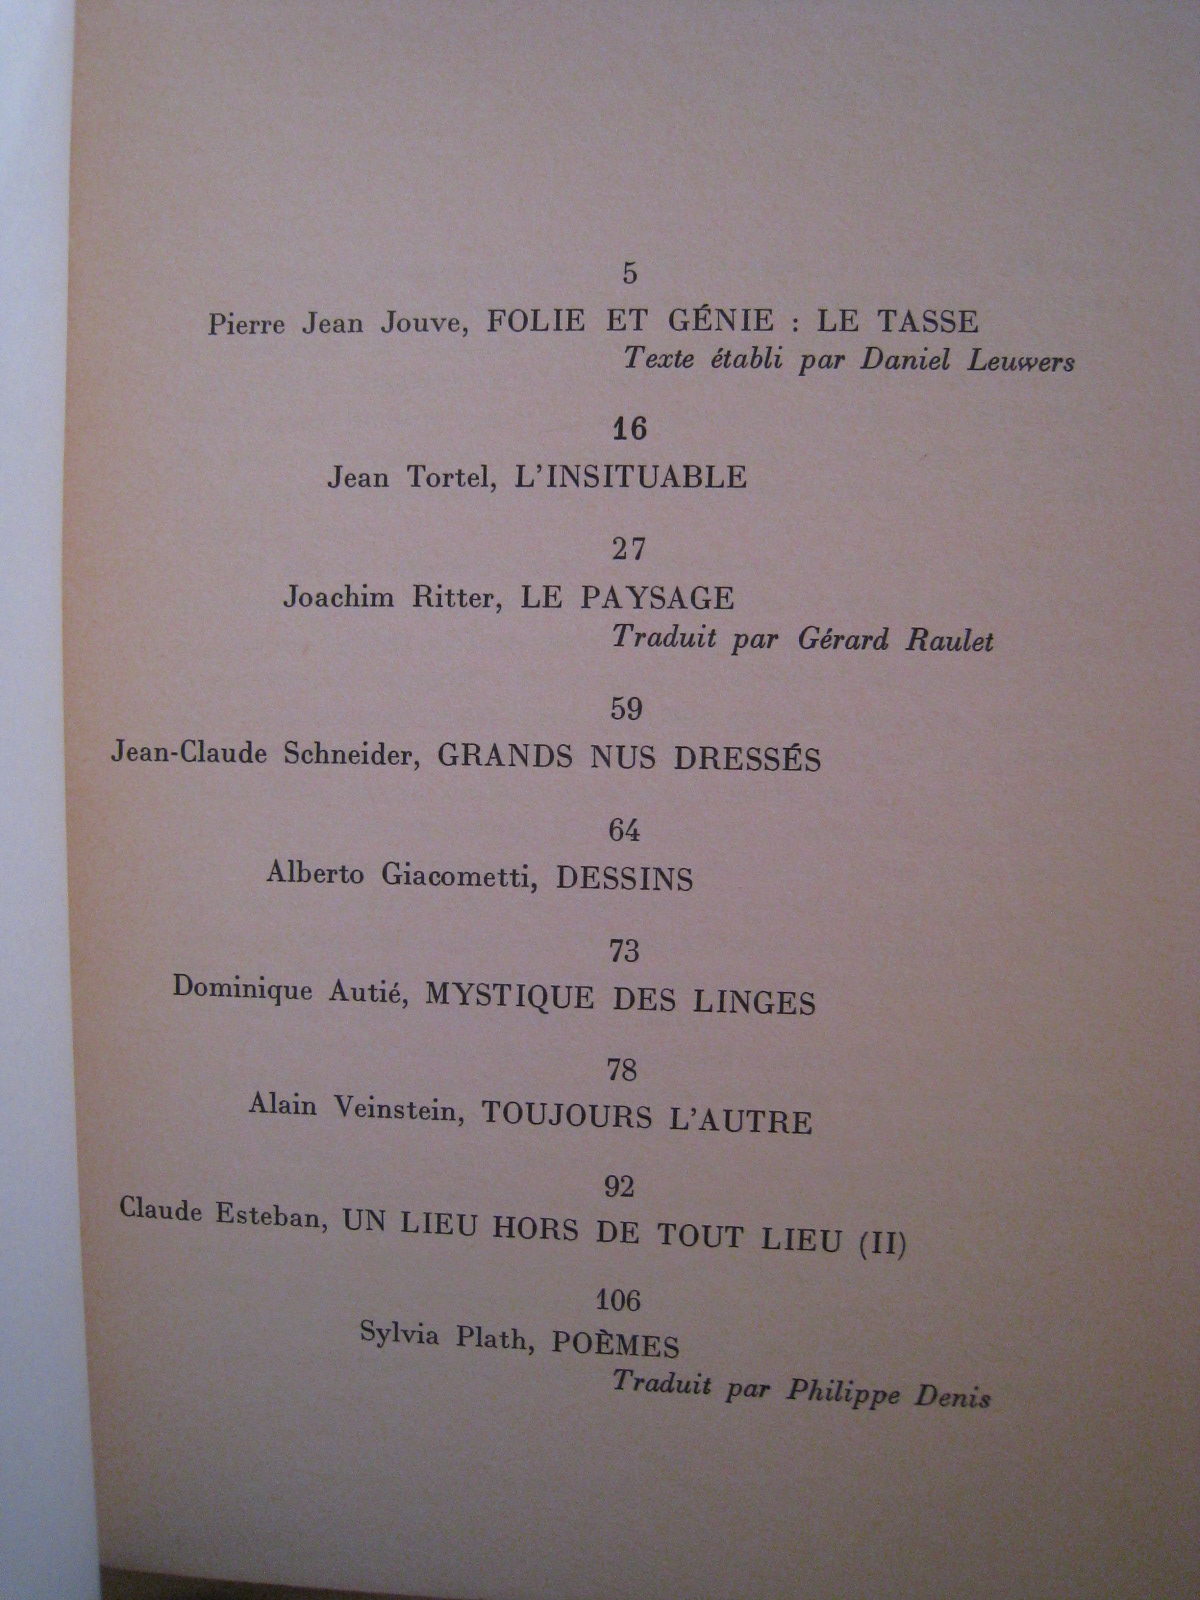 5
Pierre Jean Jouve, FOLIE ET GÉNIE : LE TASSE
Texte établi par Daniel Leuwers
16
Jean Tortel, L'INSITUABLE
27
Joachim Ritter, LE PAYSAGE
Traduit par Gérard Raulet
59
Jean-Claude Schneider, GRANDS NUS DRESSÉS
64
Alberto Giacometti, DESSINS
73
Dominique Autié, MYSTIQUE DES LINGES
78
Alain Veinstein, TOUJOURS L'AUTRE
92
Claude Esteban, UN LIEU HORS DE TOUT LIEU (II)
106
Sylvia Plath, POÈMES
Traduit par Philippe Denis